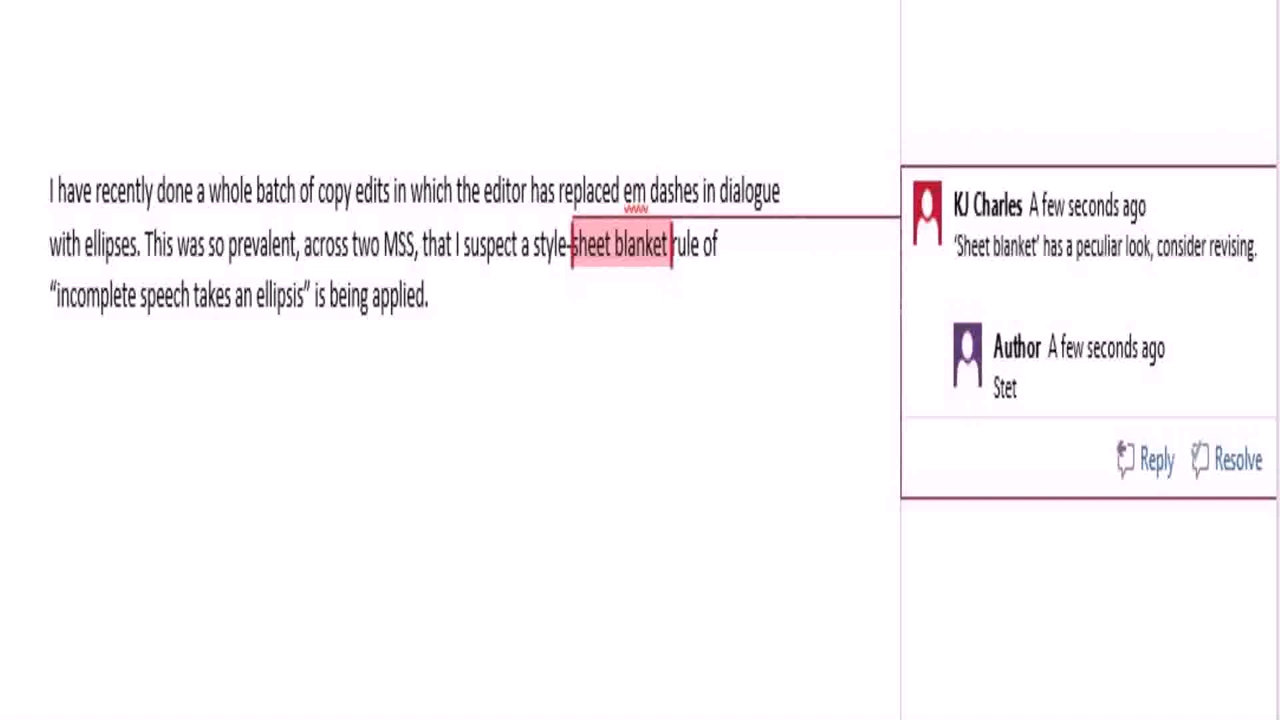 I have recently done a whole batch of copy edits in which the editor has replaced em dashes in dialogue
with ellipses. This was so prevalent, across two MSS, that I suspect a style-sheet blanket rule of
“incomplete speech takes an ellipsis” is being applied.
KJ Charles A few seconds ago
‘Sheet blanket’ has a peculiar look, consider revising.
Author A few seconds ago
Stet
Reply Resolve